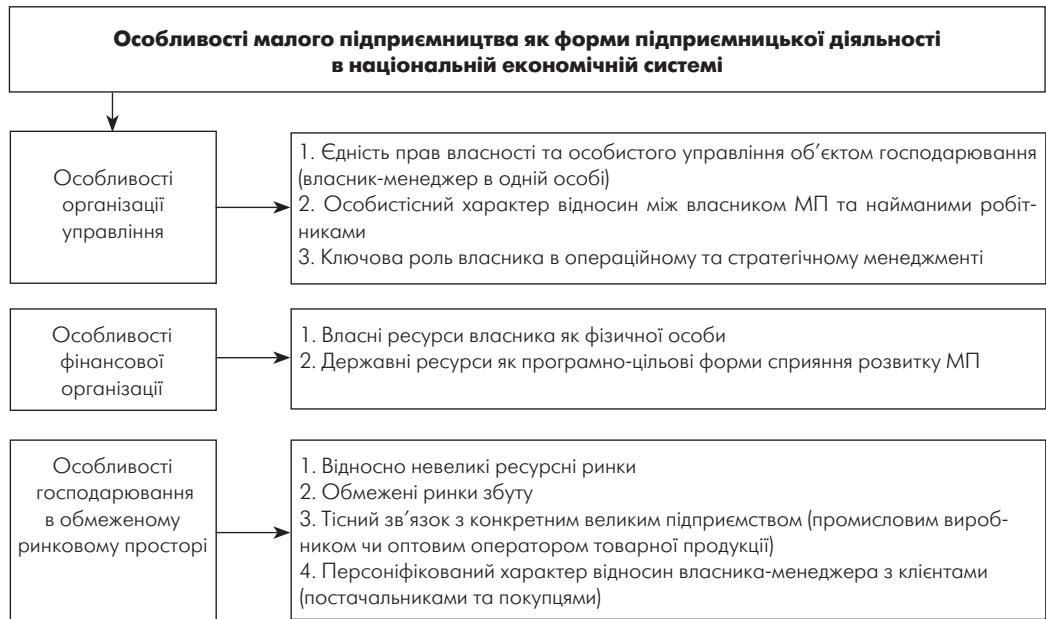 Особливості малого підприємництва як форми підприємницької діяльності
в національній економічній системі
Особливості
організації
управління
1. Єдність прав власності та особистого управління об’єктом господарювання
(власник-менеджер в одній особі)
2. Особистісний характер відносин між власником МП та найманими робіт-
никами
3. Ключова роль власника в операційному та стратегічному менеджменті
Особливості
фінансової
організації
1. Власні ресурси власника як фізичної особи
2. Державні ресурси як програмно-цільові форми сприяння розвитку МП
Особливості
господарювання
в обмеженому
ринковому просторі
1. Відносно невеликі ресурсні ринки
2. Обмежені ринки збуту
3. Тісний зв’язок з конкретним великим підприємством (промисловим вироб-
ником чи оптовим оператором товарної продукції)
4. Персоніфікований характер відносин власника-менеджера з клієнтами
(постачальниками та покупцями)